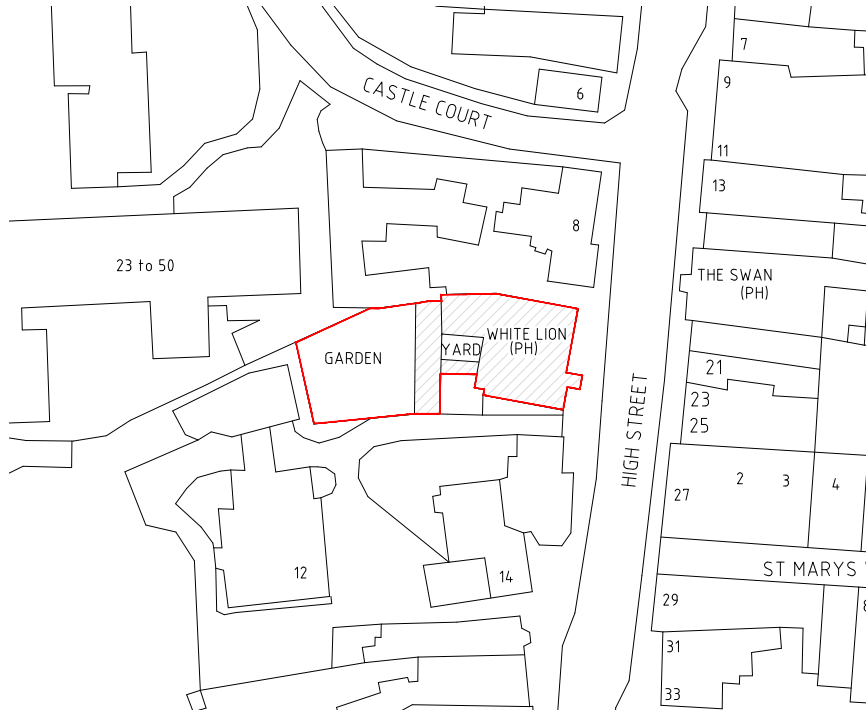 7
CASTLE COURT
6
9
11
13
8
23 to 50
THE SWAN
(PH)
WHITE LION
(PH)
YARD
GARDEN
21
23
25
HIGH STREET
27
2
3
4
12
14
ST MARYS
29
31
33